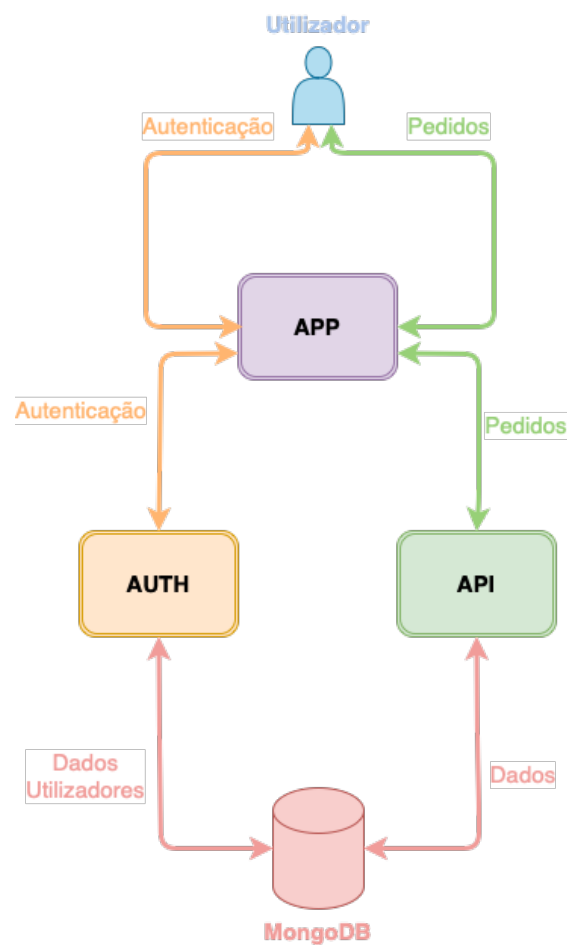 Utilizador
Autenticação
Pedidos
APP
Autenticação
Pedidos
AUTH
API
Dados
Utilizadores
Dados
MongoDB